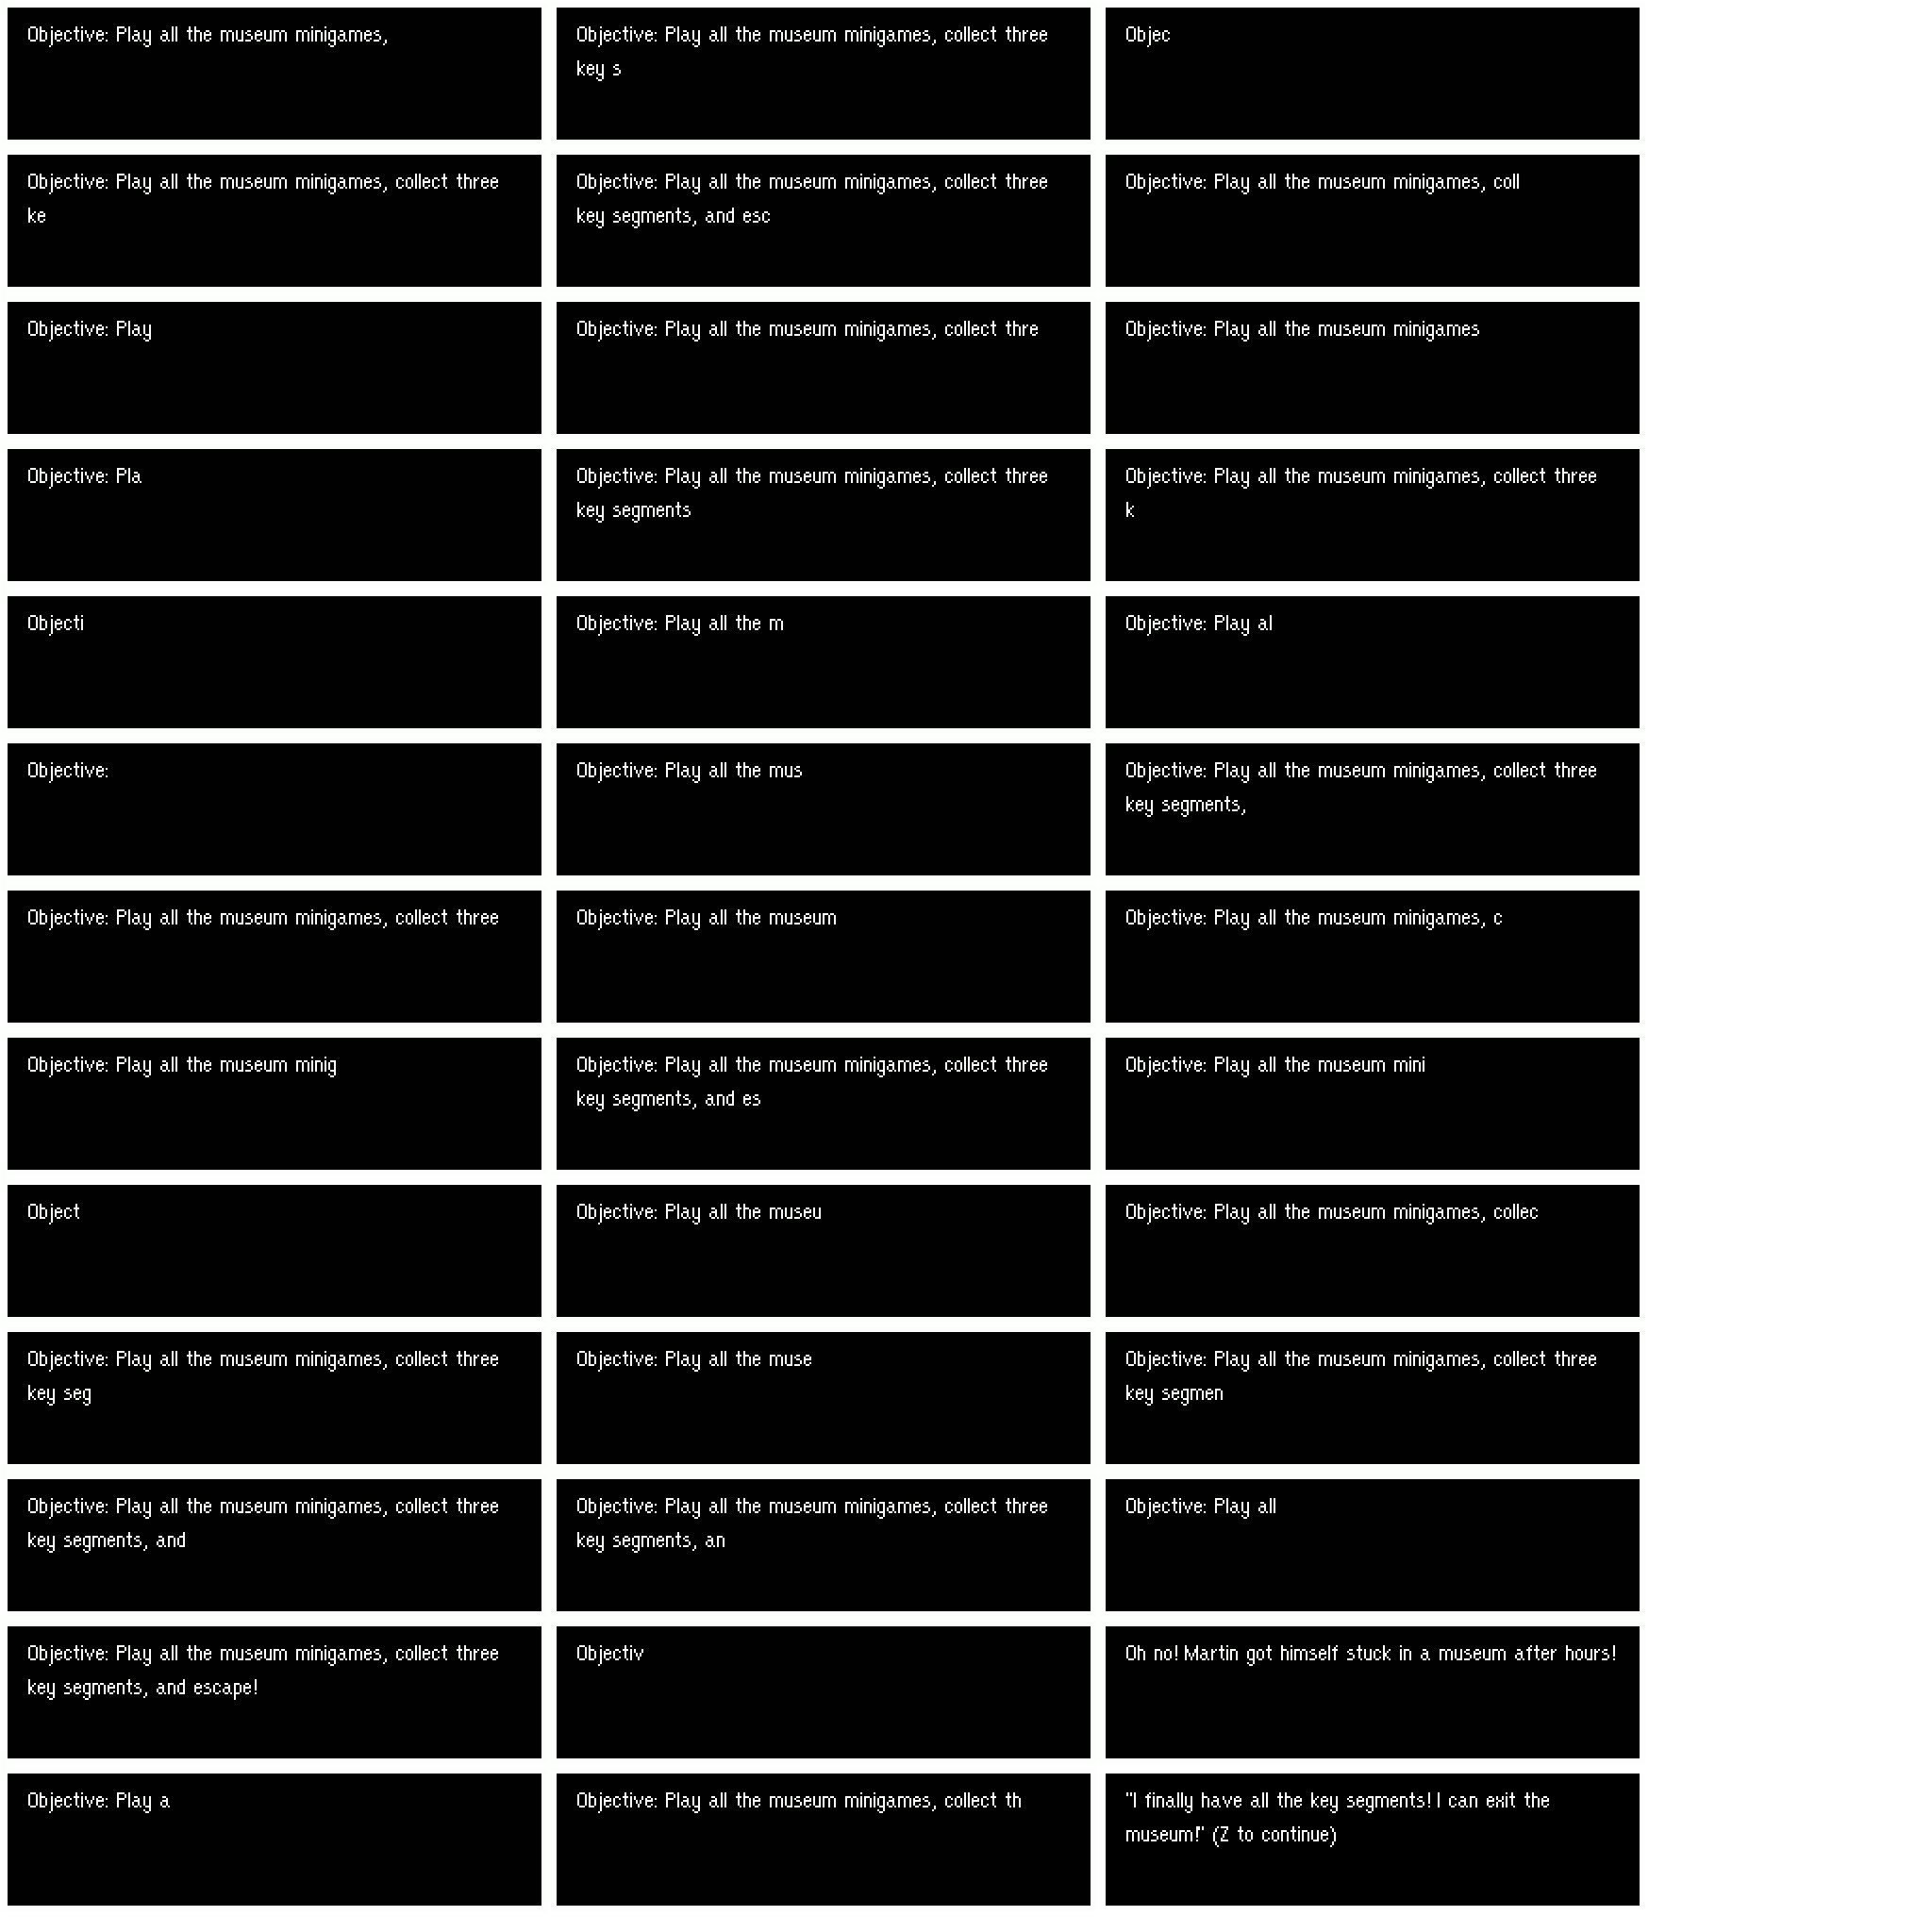 Objective: Play all the museum minigames,
Objective: Play all the museum minigames, collect three
key s
Objec
Objective: Play all the museum minigames, collect three
ke
Objective: Play all the museum minigames, collect three
key segments, and esc
Objective: Play all the museum minigames, coll
Objective: Play
Objective: Play all the museum minigames, collect thre
Objective: Play all the museum minigames
Objective: Pla
Objective: Play all the museum minigames, collect three
key segments
Objective: Play all the museum minigames, collect three
k
Objecti
Objective: Play all the m
Objective: Play al
Objective:
Objective: Play all the mus
Objective: Play all the museum minigames, collect three
key segments,
Objective: Play all the museum minigames, collect three
Objective: Play all the museum
Objective: Play all the museum minigames, c
Objective: Play all the museum minig
Objective: Play all the museum minigames, collect three
key segments, and es
Objective: Play all the museum mini
Object
Objective: Play all the museu
Objective: Play all the museum minigames, collec
Objective: Play all the museum minigames, collect three
key seg
Objective: Play all the muse
Objective: Play all the museum minigames, collect three
key segmen
Objective: Play all the museum minigames, collect three
key segments, and
Objective: Play all the museum minigames, collect three
key segments, an
Objective: Play all
Objective: Play all the museum minigames, collect three
key segments, and escape!
Objectiv
Oh no! Martin got himself stuck in a museum after hours!
Objective: Play a
Objective: Play all the museum minigames, collect th
"I finally have all the key segments! I can exit the
museum!" (Z to continue)